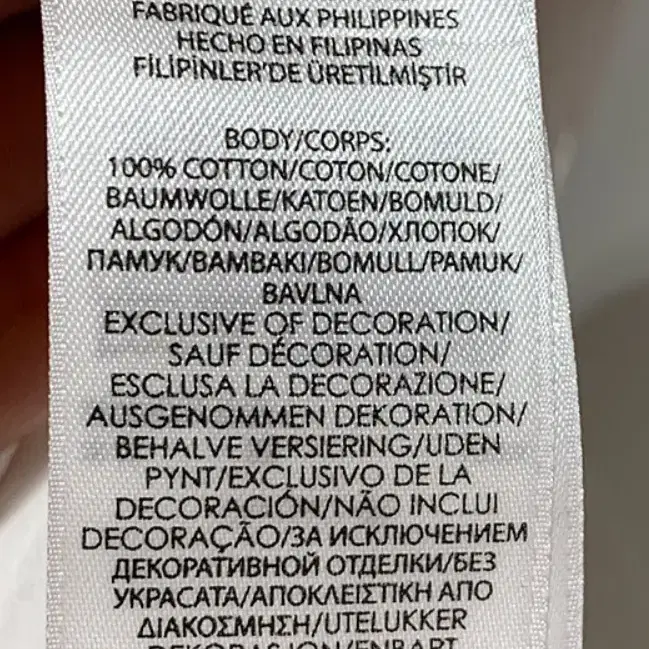 FABRIQUÉ AUX PHILIPPINES
HECHO EN FILIPINAS
FİLİPİNLER'DE ÜRETİLMİŞTİR
BODY/CORPS:
100% COTTON/COTON/COTONE/
BAUMWOLLE/KATOEN/BOMULD/
ALGODÓN/ALGODÃO/ХЛОПОК/
ПАМУК/BAMBAKI/BOMULL/PAMUK/
BAVLNA
EXCLUSIVE OF DECORATION/
SAUF DÉCORATION/
ESCLUSA LA DECORAZIONE/
AUSGENOMMEN DEKORATION/
BEHALVE VERSIERING/UDEN
PYNT/EXCLUSIVO DE LA
DECORACIÓN/NÃO INCLUI
DECORAÇÃO/ЗА ИСКЛЮЧЕНИЕМ
ДЕКОРАТИВНОЙ ОТДЕЛКИ/БЕЗ
УКРАСАТА/ΑΠΟΚΛΕΙΣΤΙΚΗ ΑΠΟ
ΔΙΑΚΟΣΜΗΣΗ/UTELUKKER
DEKORASJON/ENBART